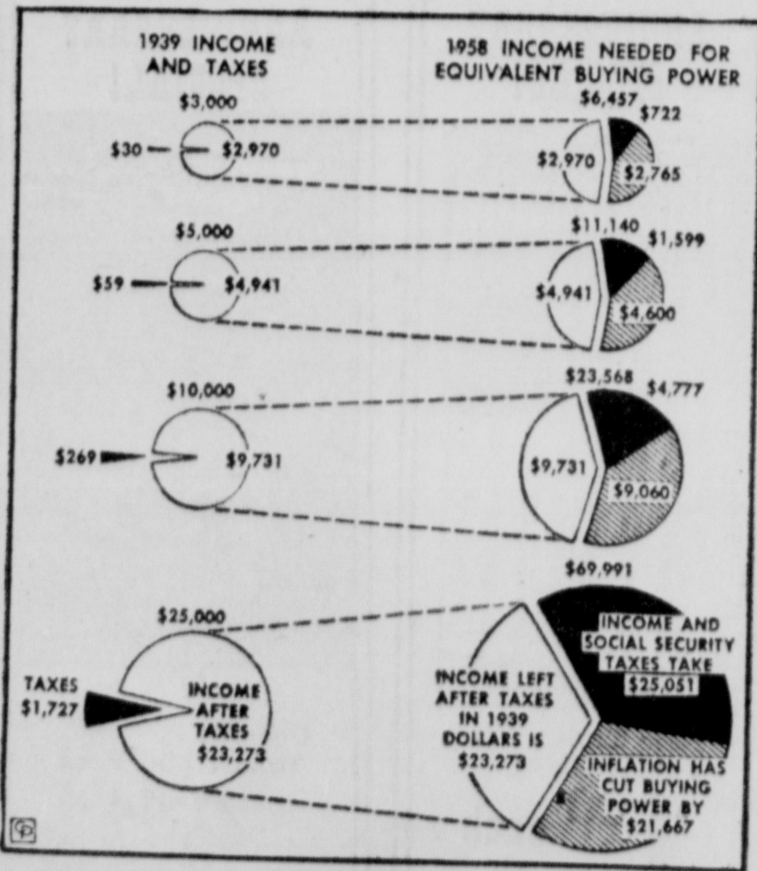 1939 INCOME
AND TAXES
1958 INCOME NEEDED FOR
EQUIVALENT BUYING POWER
$3,000
$30
$2,970
$6,457
$722
$2,970
$2,765
$5,000
$59
$4,941
$11,140
$1,599
$4,941
$4,600
$10,000
$269
$9,731
$23,568
$4,777
$9,731
$9,060
$25,000
TAXES
$1,727
INCOME
AFTER
TAXES
$23,273
$69,991
INCOME LEFT
AFTER TAXES
IN 1939
DOLLARS IS
$23,273
INCOME AND
SOCIAL SECURITY
TAXES TAKE
$25,051
INFLATION HAS
CUT BUYING
POWER BY
$21,667
CP